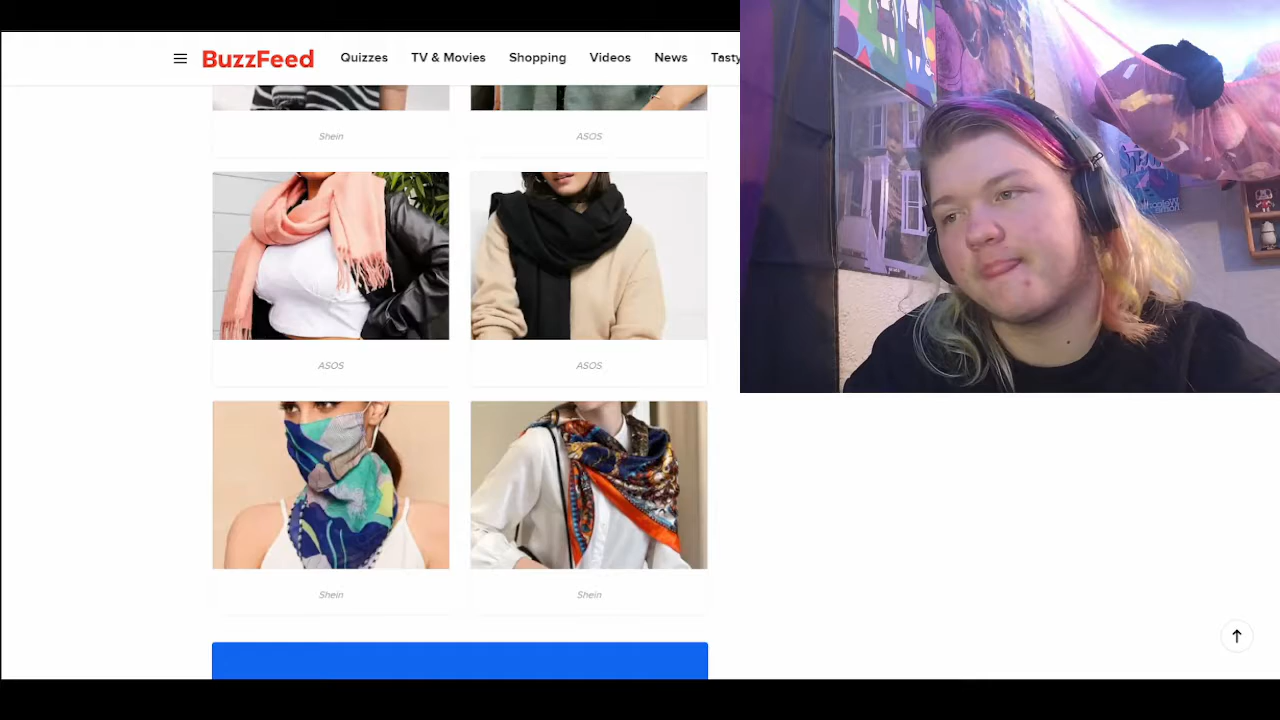 BuzzFeed Quizzes TV & Movies Shopping Videos News Tasty
Shein ASOS
ASOS ASOS
Shein Shein